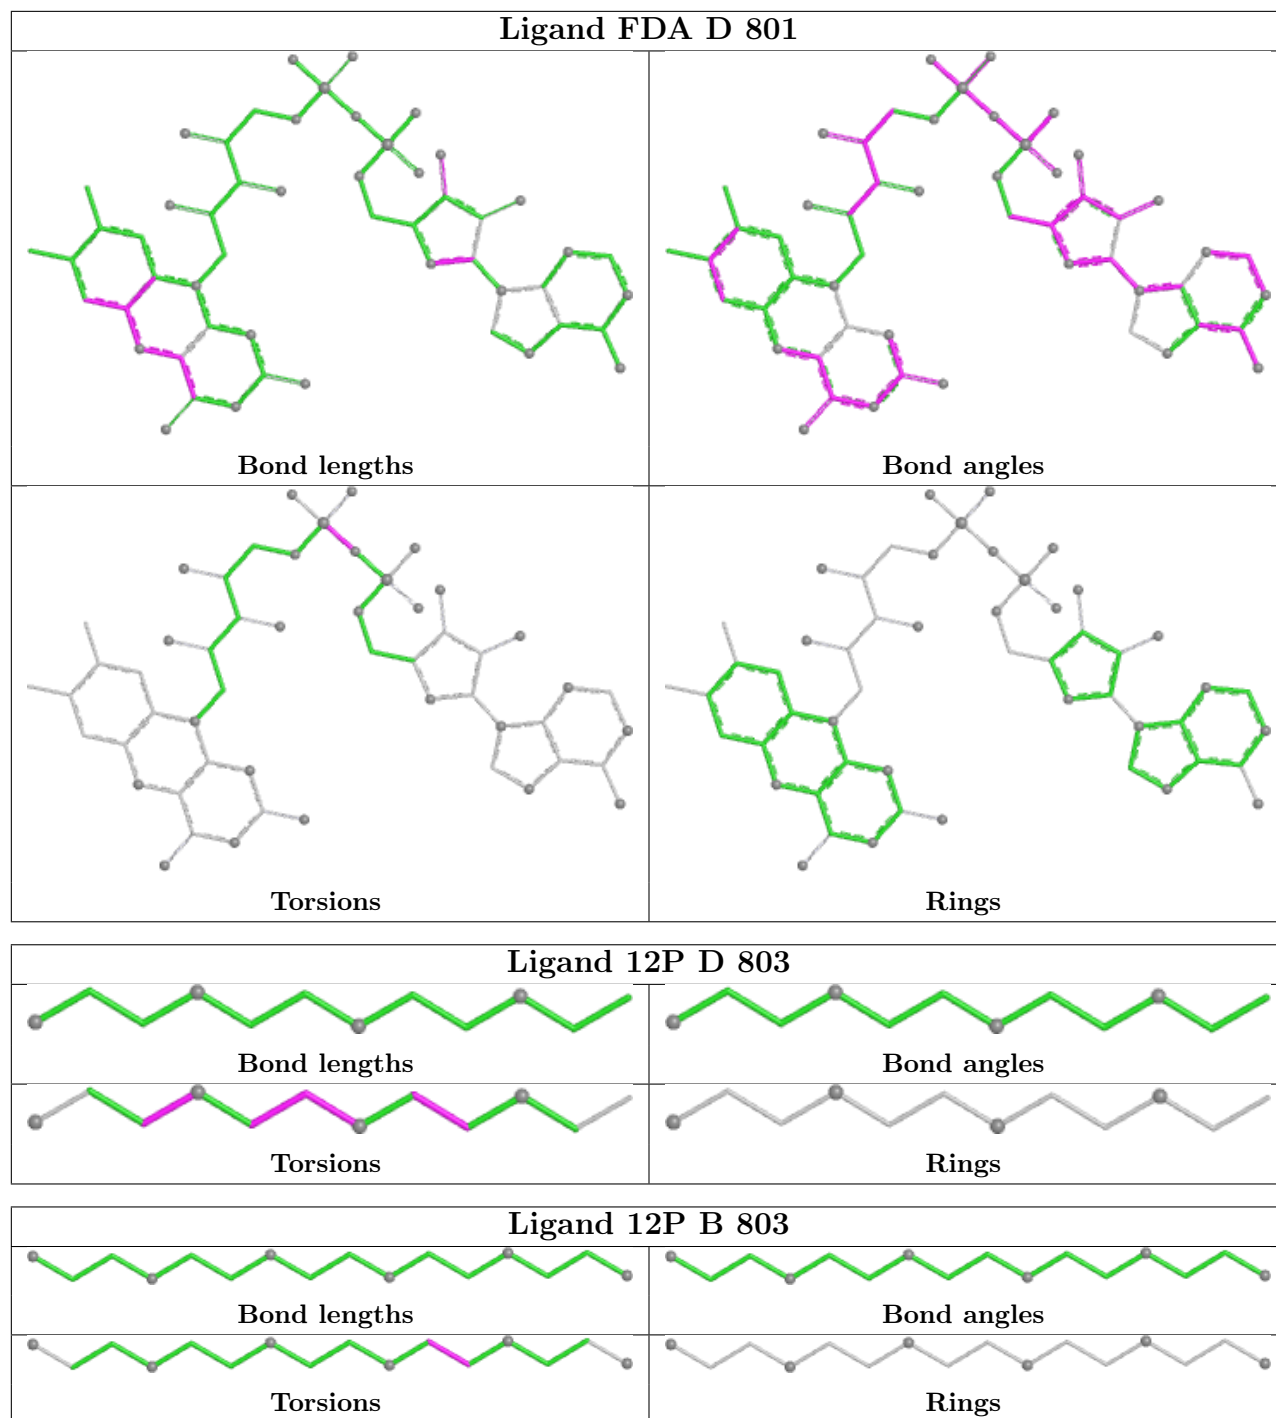 Ligand FDA D 801
Bond lengths
Bond angles
Torsions
Rings
Ligand 12P D 803
Bond lengths
Bond angles
Torsions
Rings
Ligand 12P B 803
Bond lengths
Bond angles
Torsions
Rings